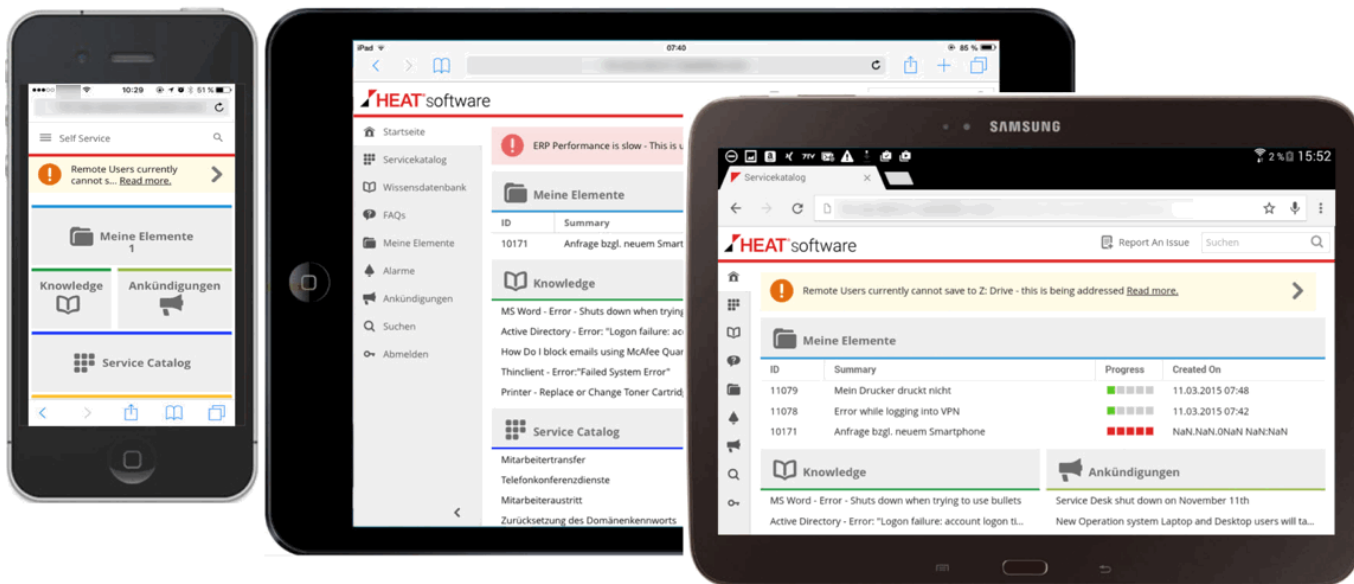 10:29
51 %
Self Service
Remote Users currently
cannot s... Read more.
Meine Elemente
1
Knowledge
Ankündigungen
Service Catalog
iPad
07:40
85 %
HEAT software
Startseite
Servicekatalog
Wissensdatenbank
FAQs
Meine Elemente
Alarme
Ankündigungen
Suchen
Abmelden
ERP Performance is slow - This is u
Meine Elemente
ID Summary
10171 Anfrage bzgl. neuem Smart
Knowledge
MS Word - Error - Shuts down when trying
Active Directory - Error: "Logon failure: ac
How Do I block emails using McAfee Quar
Thinclient - Error:"Failed System Error"
Printer - Replace or Change Toner Cartrid
Service Catalog
Mitarbeitertransfer
Telefonkonferenzdienste
Mitarbeiteraustritt
Zurücksetzung des Domänenkennworts
SAMSUNG
2 % 15:52
Servicekatalog
HEAT software
Report An Issue
Suchen
Remote Users currently cannot save to Z: Drive - this is being addressed Read more.
Meine Elemente
ID Summary Progress Created On
11079 Mein Drucker druckt nicht 11.03.2015 07:48
11078 Error while logging into VPN 11.03.2015 07:42
10171 Anfrage bzgl. neuem Smartphone NaN.NaN.0NaN NaN:NaN
Knowledge
MS Word - Error - Shuts down when trying to use bullets
Active Directory - Error: "Logon failure: account logon ti...
Ankündigungen
Service Desk shut down on November 11th
New Operation system Laptop and Desktop users will ta...